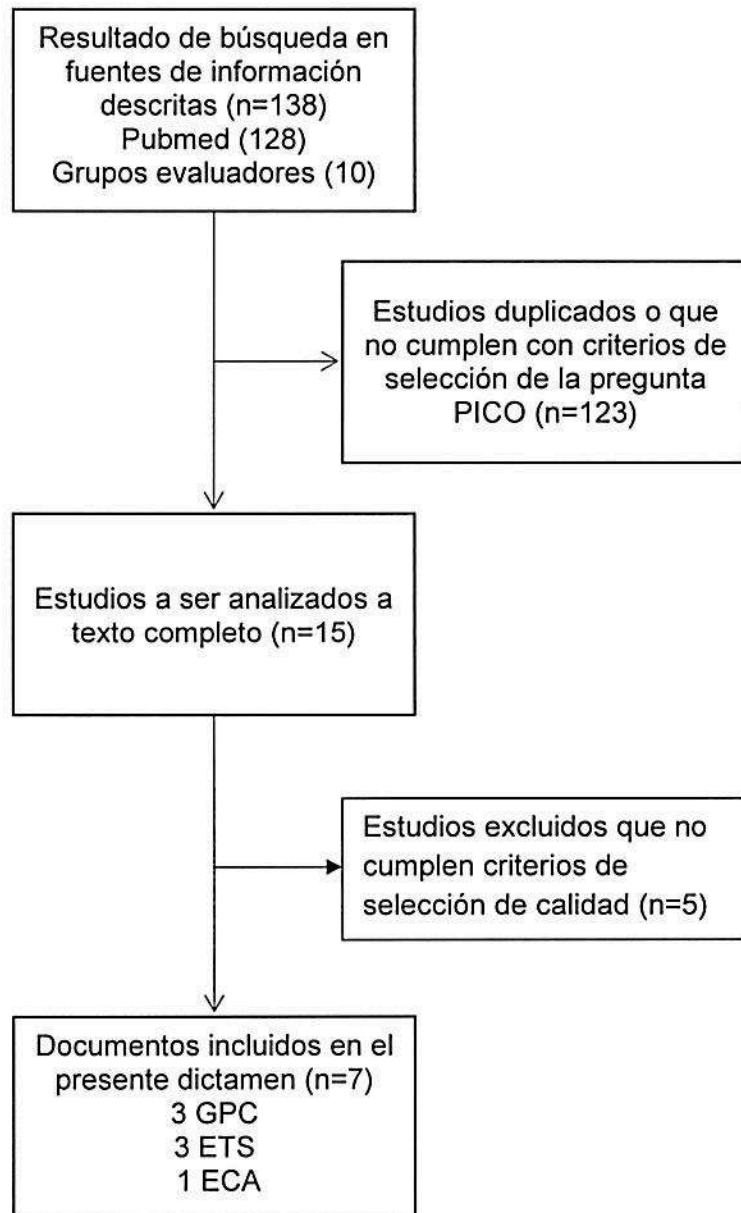 Resultado de búsqueda en
fuentes de información
descritas (n=138)
Pubmed (128)
Grupos evaluadores (10)
Estudios duplicados o que
no cumplen con criterios de
selección de la pregunta
PICO (n=123)
Estudios a ser analizados a
texto completo (n=15)
Estudios excluidos que no
cumplen criterios de
selección de calidad (n=5)
Documentos incluidos en el
presente dictamen (n=7)
3 GPC
3 ETS
1 ECA